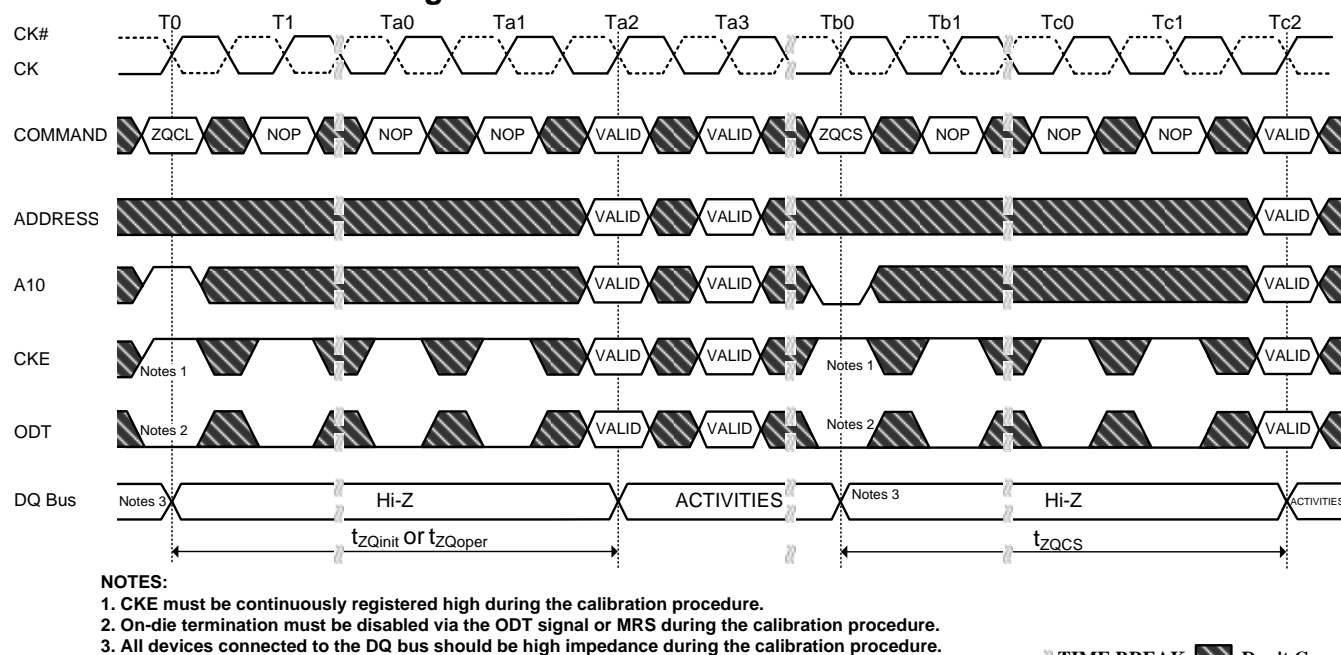 T0 T1 Ta0 Ta1 Ta2 Ta3 Tb0 Tb1 Tc0 Tc1 Tc2
CK#
CK
COMMAND ZQCL NOP NOP NOP VALID VALID ZQCS NOP NOP NOP VALID
ADDRESS VALID VALID VALID
A10 VALID VALID VALID
CKE Notes 1 VALID VALID Notes 1 VALID
ODT Notes 2 VALID VALID Notes 2 VALID
DQ Bus Notes 3 Hi-Z ACTIVITIES Notes 3 Hi-Z ACTIVITIES
tZQinit or tZQoper tZQCS
NOTES:
1. CKE must be continuously registered high during the calibration procedure.
2. On-die termination must be disabled via the ODT signal or MRS during the calibration procedure.
3. All devices connected to the DQ bus should be high impedance during the calibration procedure.
TIME BREAK